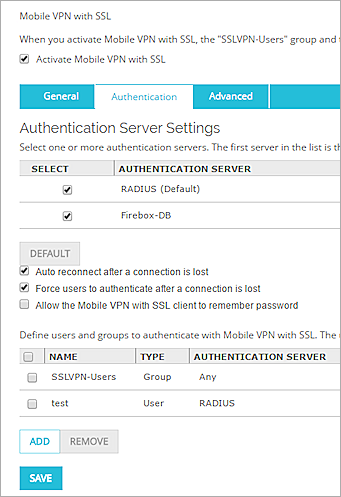 Mobile VPN with SSL
When you activate Mobile VPN with SSL, the "SSLVPN-Users" group and
Activate Mobile VPN with SSL
General Authentication Advanced
Authentication Server Settings
Select one or more authentication servers. The first server in the list is
SELECT AUTHENTICATION SERVER
RADIUS (Default)
Firebox-DB
DEFAULT
Auto reconnect after a connection is lost
Force users to authenticate after a connection is lost
Allow the Mobile VPN with SSL client to remember password
Define users and groups to authenticate with Mobile VPN with SSL. The
NAME TYPE AUTHENTICATION SERVER
SSLVPN-Users Group Any
test User RADIUS
ADD REMOVE
SAVE